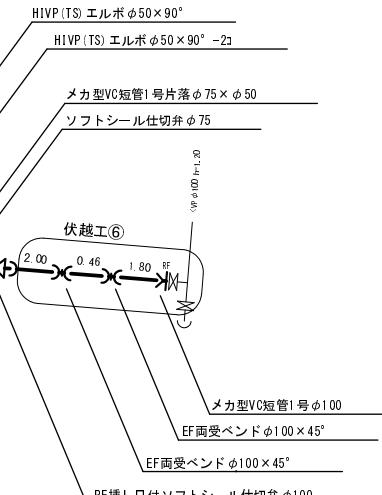 HIVP(TS)エルボφ50×90°
HIVP(TS)エルボφ50×90°-2コ
メカ型VC短管1号片落φ75×φ50
ソフトシール仕切弁φ75
VPφ100 h=1.20
伏越工⑥
2.00 0.46 1.80 RF
メカ型VC短管1号φ100
EF両受ベンドφ100×45°
EF両受ベンドφ100×45°